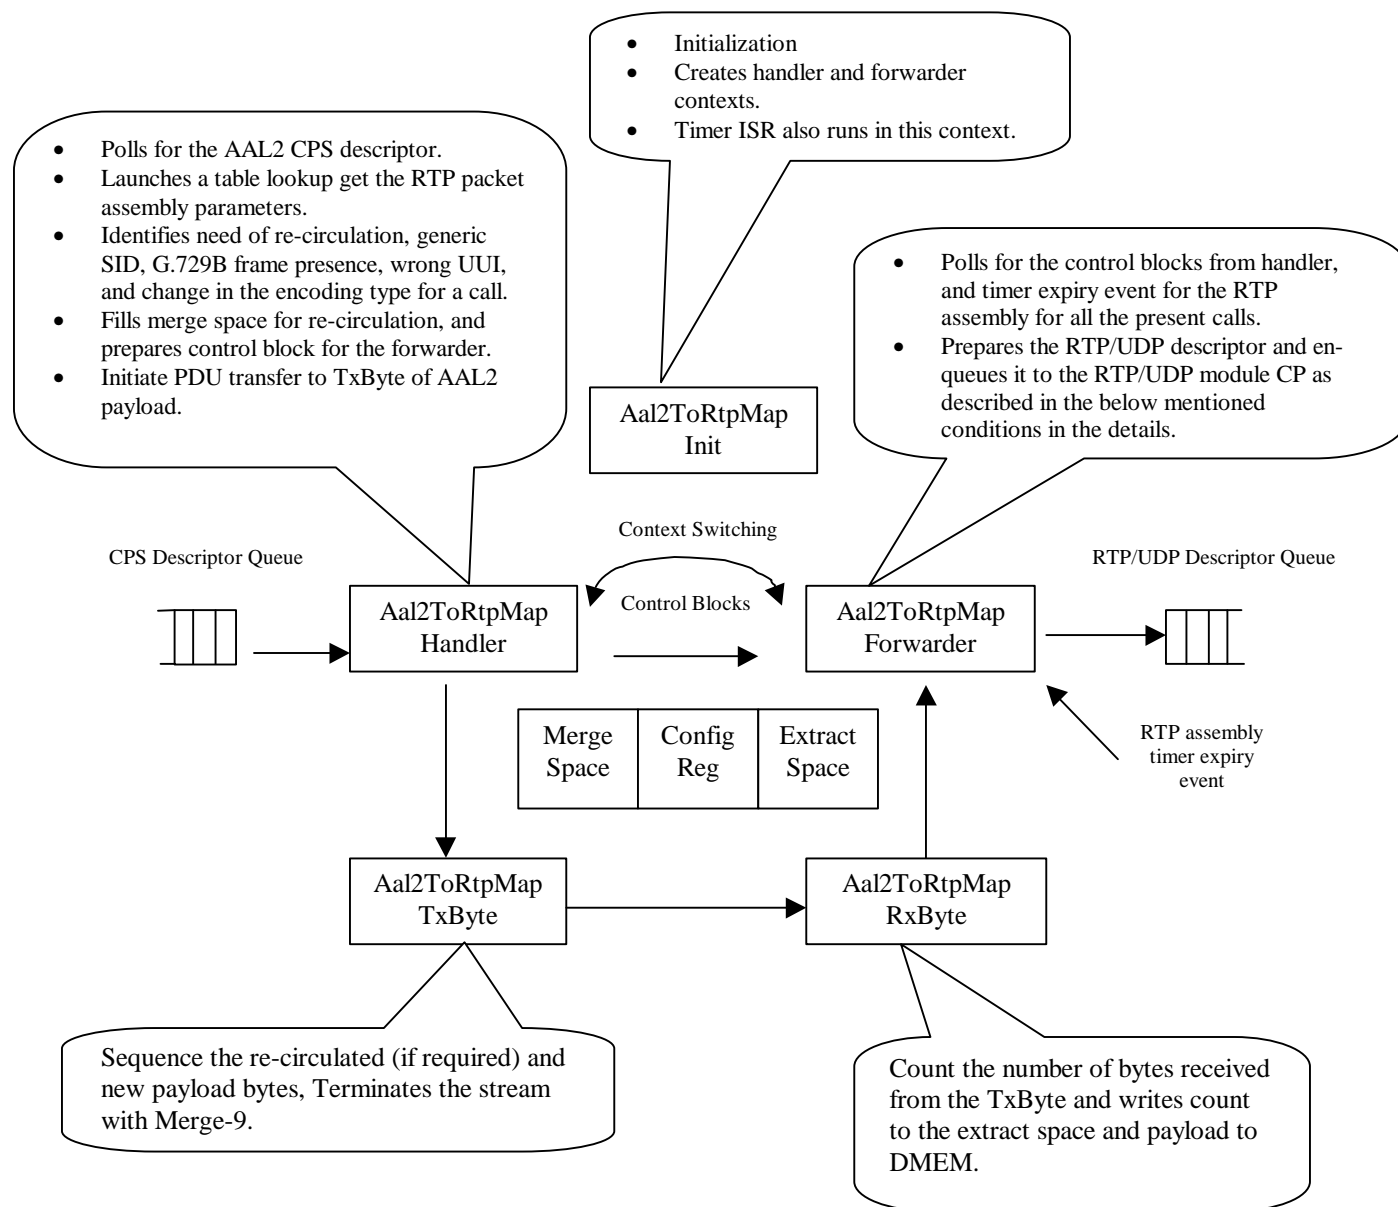 • Initialization
• Creates handler and forwarder
contexts.
• Timer ISR also runs in this context.
• Polls for the AAL2 CPS descriptor.
• Launches a table lookup get the RTP packet
assembly parameters.
• Identifies need of re-circulation, generic
SID, G.729B frame presence, wrong UUI,
and change in the encoding type for a call.
• Fills merge space for re-circulation, and
prepares control block for the forwarder.
• Initiate PDU transfer to TxByte of AAL2
payload.
• Polls for the control blocks from handler,
and timer expiry event for the RTP
assembly for all the present calls.
• Prepares the RTP/UDP descriptor and en-
queues it to the RTP/UDP module CP as
described in the below mentioned
conditions in the details.
Aal2ToRtpMap
Init
Context Switching
CPS Descriptor Queue
RTP/UDP Descriptor Queue
Aal2ToRtpMap
Handler
Control Blocks
Aal2ToRtpMap
Forwarder
Merge
Space
Config
Reg
Extract
Space
RTP assembly
timer expiry
event
Aal2ToRtpMap
TxByte
Aal2ToRtpMap
RxByte
Sequence the re-circulated (if required) and
new payload bytes, Terminates the stream
with Merge-9.
Count the number of bytes received
from the TxByte and writes count
to the extract space and payload to
DMEM.